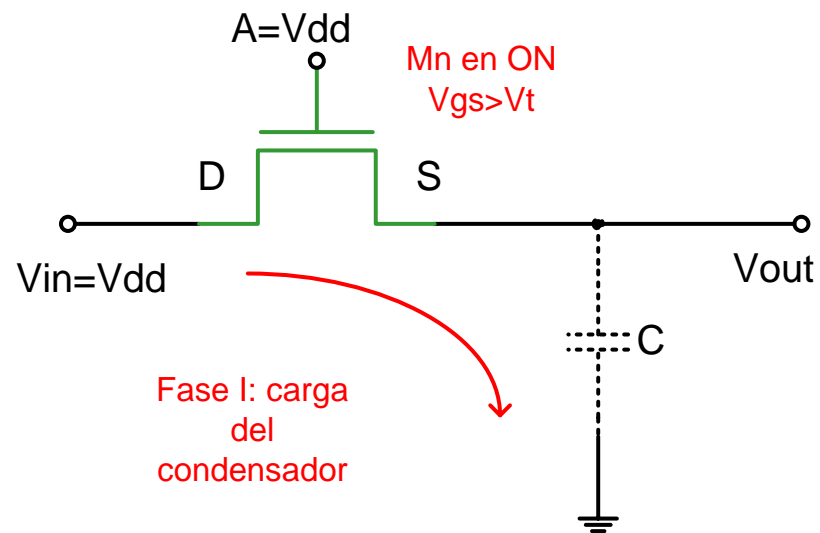 A=Vdd
Mn en ON
Vgs>Vt
D
S
Vin=Vdd
Vout
C
Fase I: carga
del
condensador